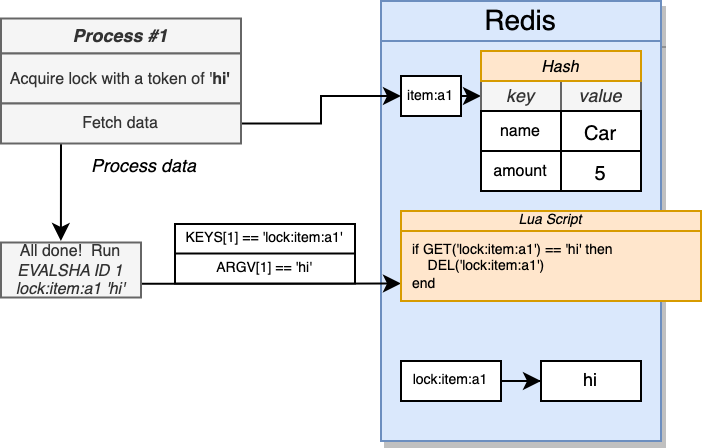 Process #1
Acquire lock with a token of 'hi'
Fetch data
Process data
All done!  Run
EVALSHA ID 1
lock:item:a1 'hi'
KEYS[1] == 'lock:item:a1'
ARGV[1] == 'hi'
Redis
item:a1
Hash
key value
name Car
amount 5
Lua Script
if GET('lock:item:a1') == 'hi' then
DEL('lock:item:a1')
end
lock:item:a1
hi